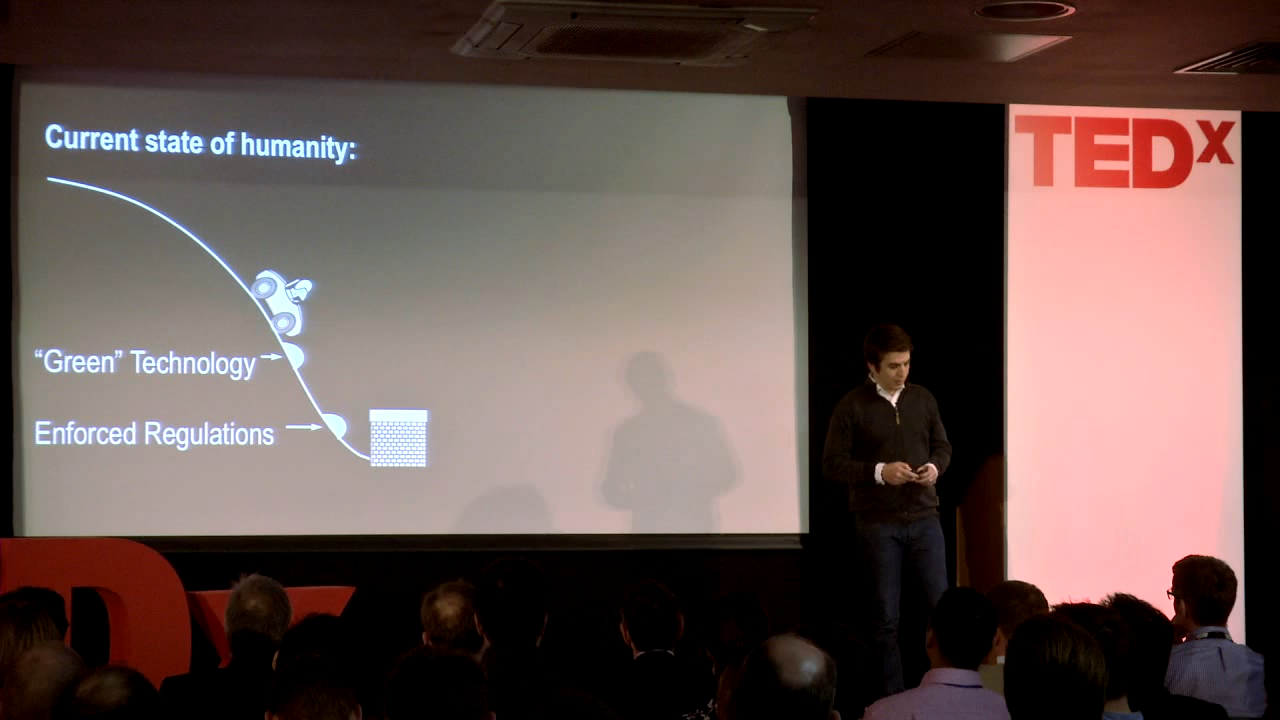 Current state of humanity:
“Green” Technology
Enforced Regulations
TEDx